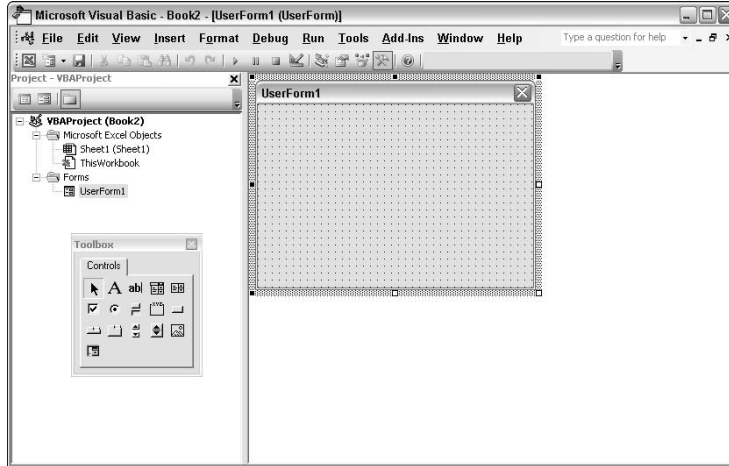 Microsoft Visual Basic - Book2 - [UserForm1 (UserForm)]
File Edit View Insert Format Debug Run Tools Add-Ins Window Help Type a question for help
Project - VBAProject
VBAProject (Book2)
Microsoft Excel Objects
Sheet1 (Sheet1)
ThisWorkbook
Forms
UserForm1
UserForm1
Toolbox
Controls
A abl